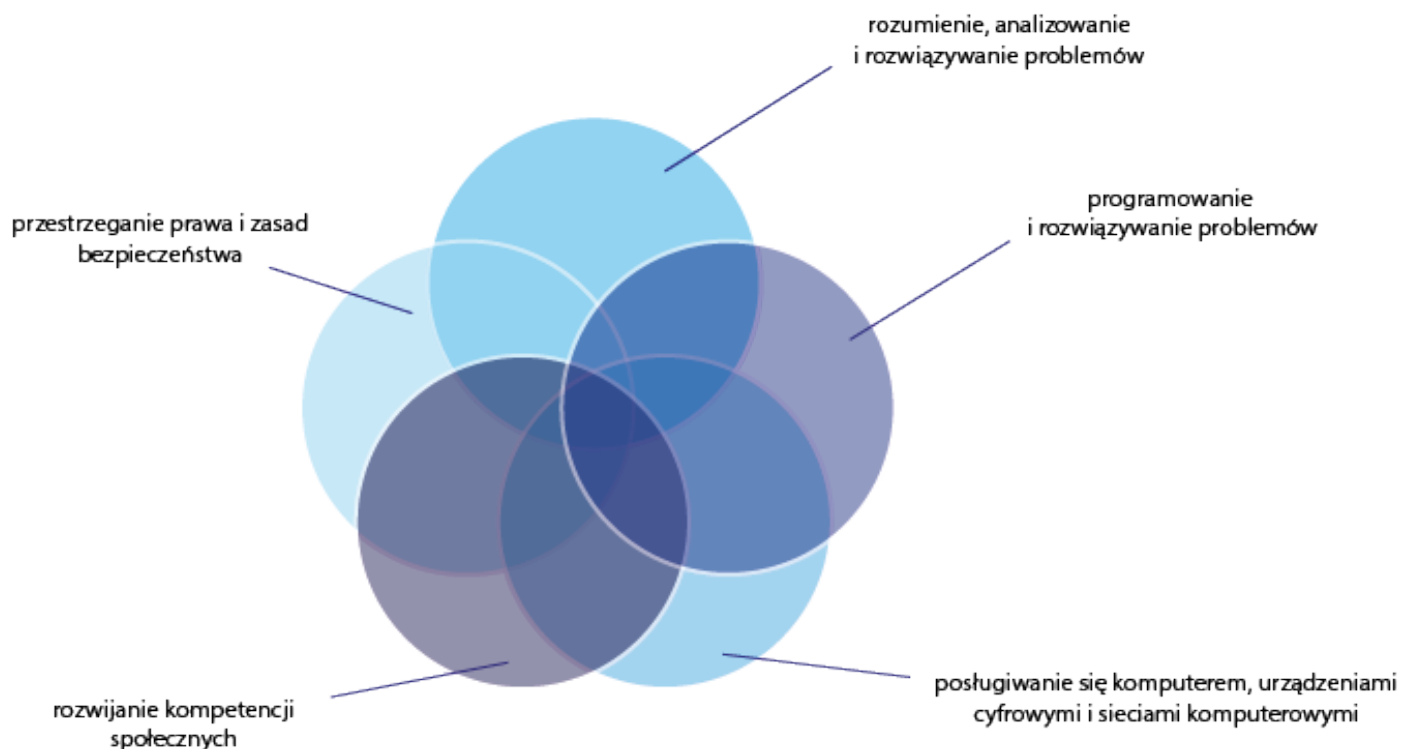 rozumienie, analizowanie
i rozwiązywanie problemów
programowanie
i rozwiązywanie problemów
przestrzeganie prawa i zasad
bezpieczeństwa
posługiwanie się komputerem, urządzeniami
cyfrowymi i sieciami komputerowymi
rozwijanie kompetencji
społecznych